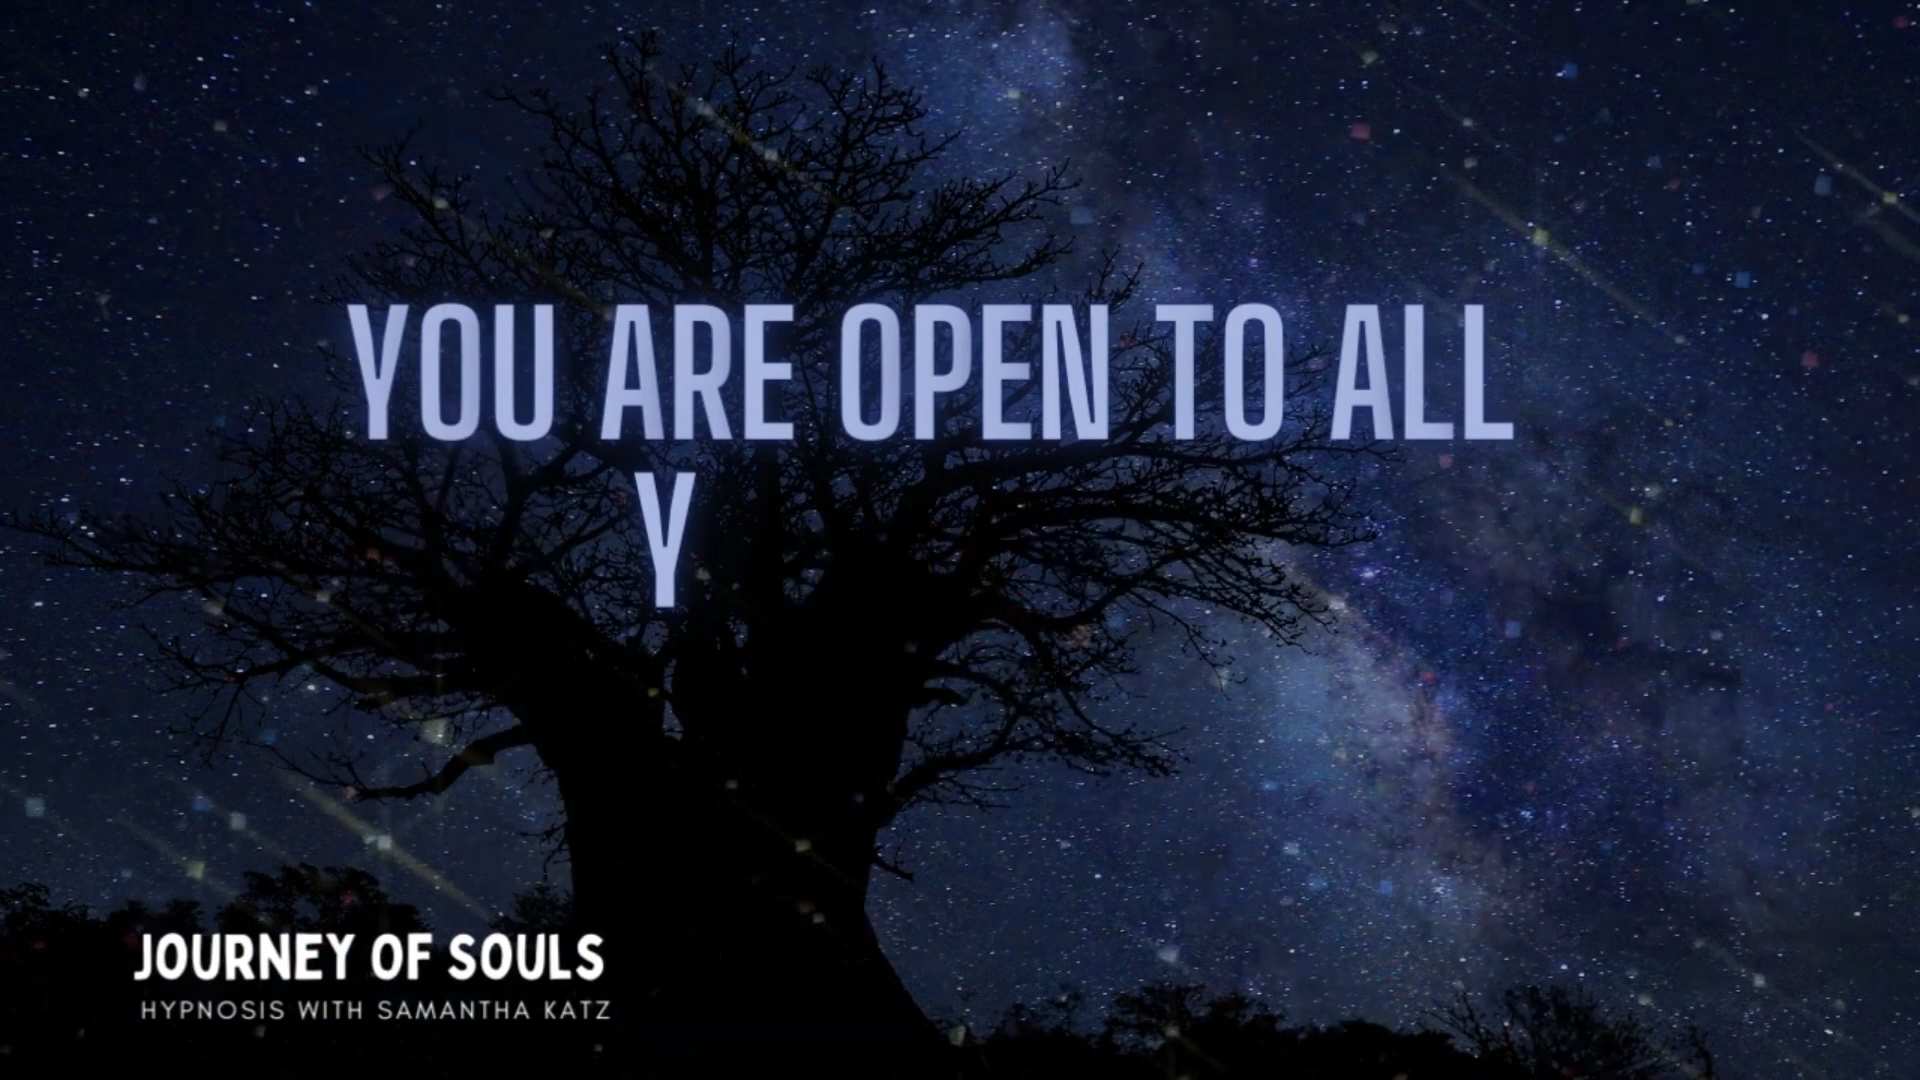 YOU ARE OPEN TO ALL
Y
JOURNEY OF SOULS
HYPNOSIS WITH SAMANTHA KATZ